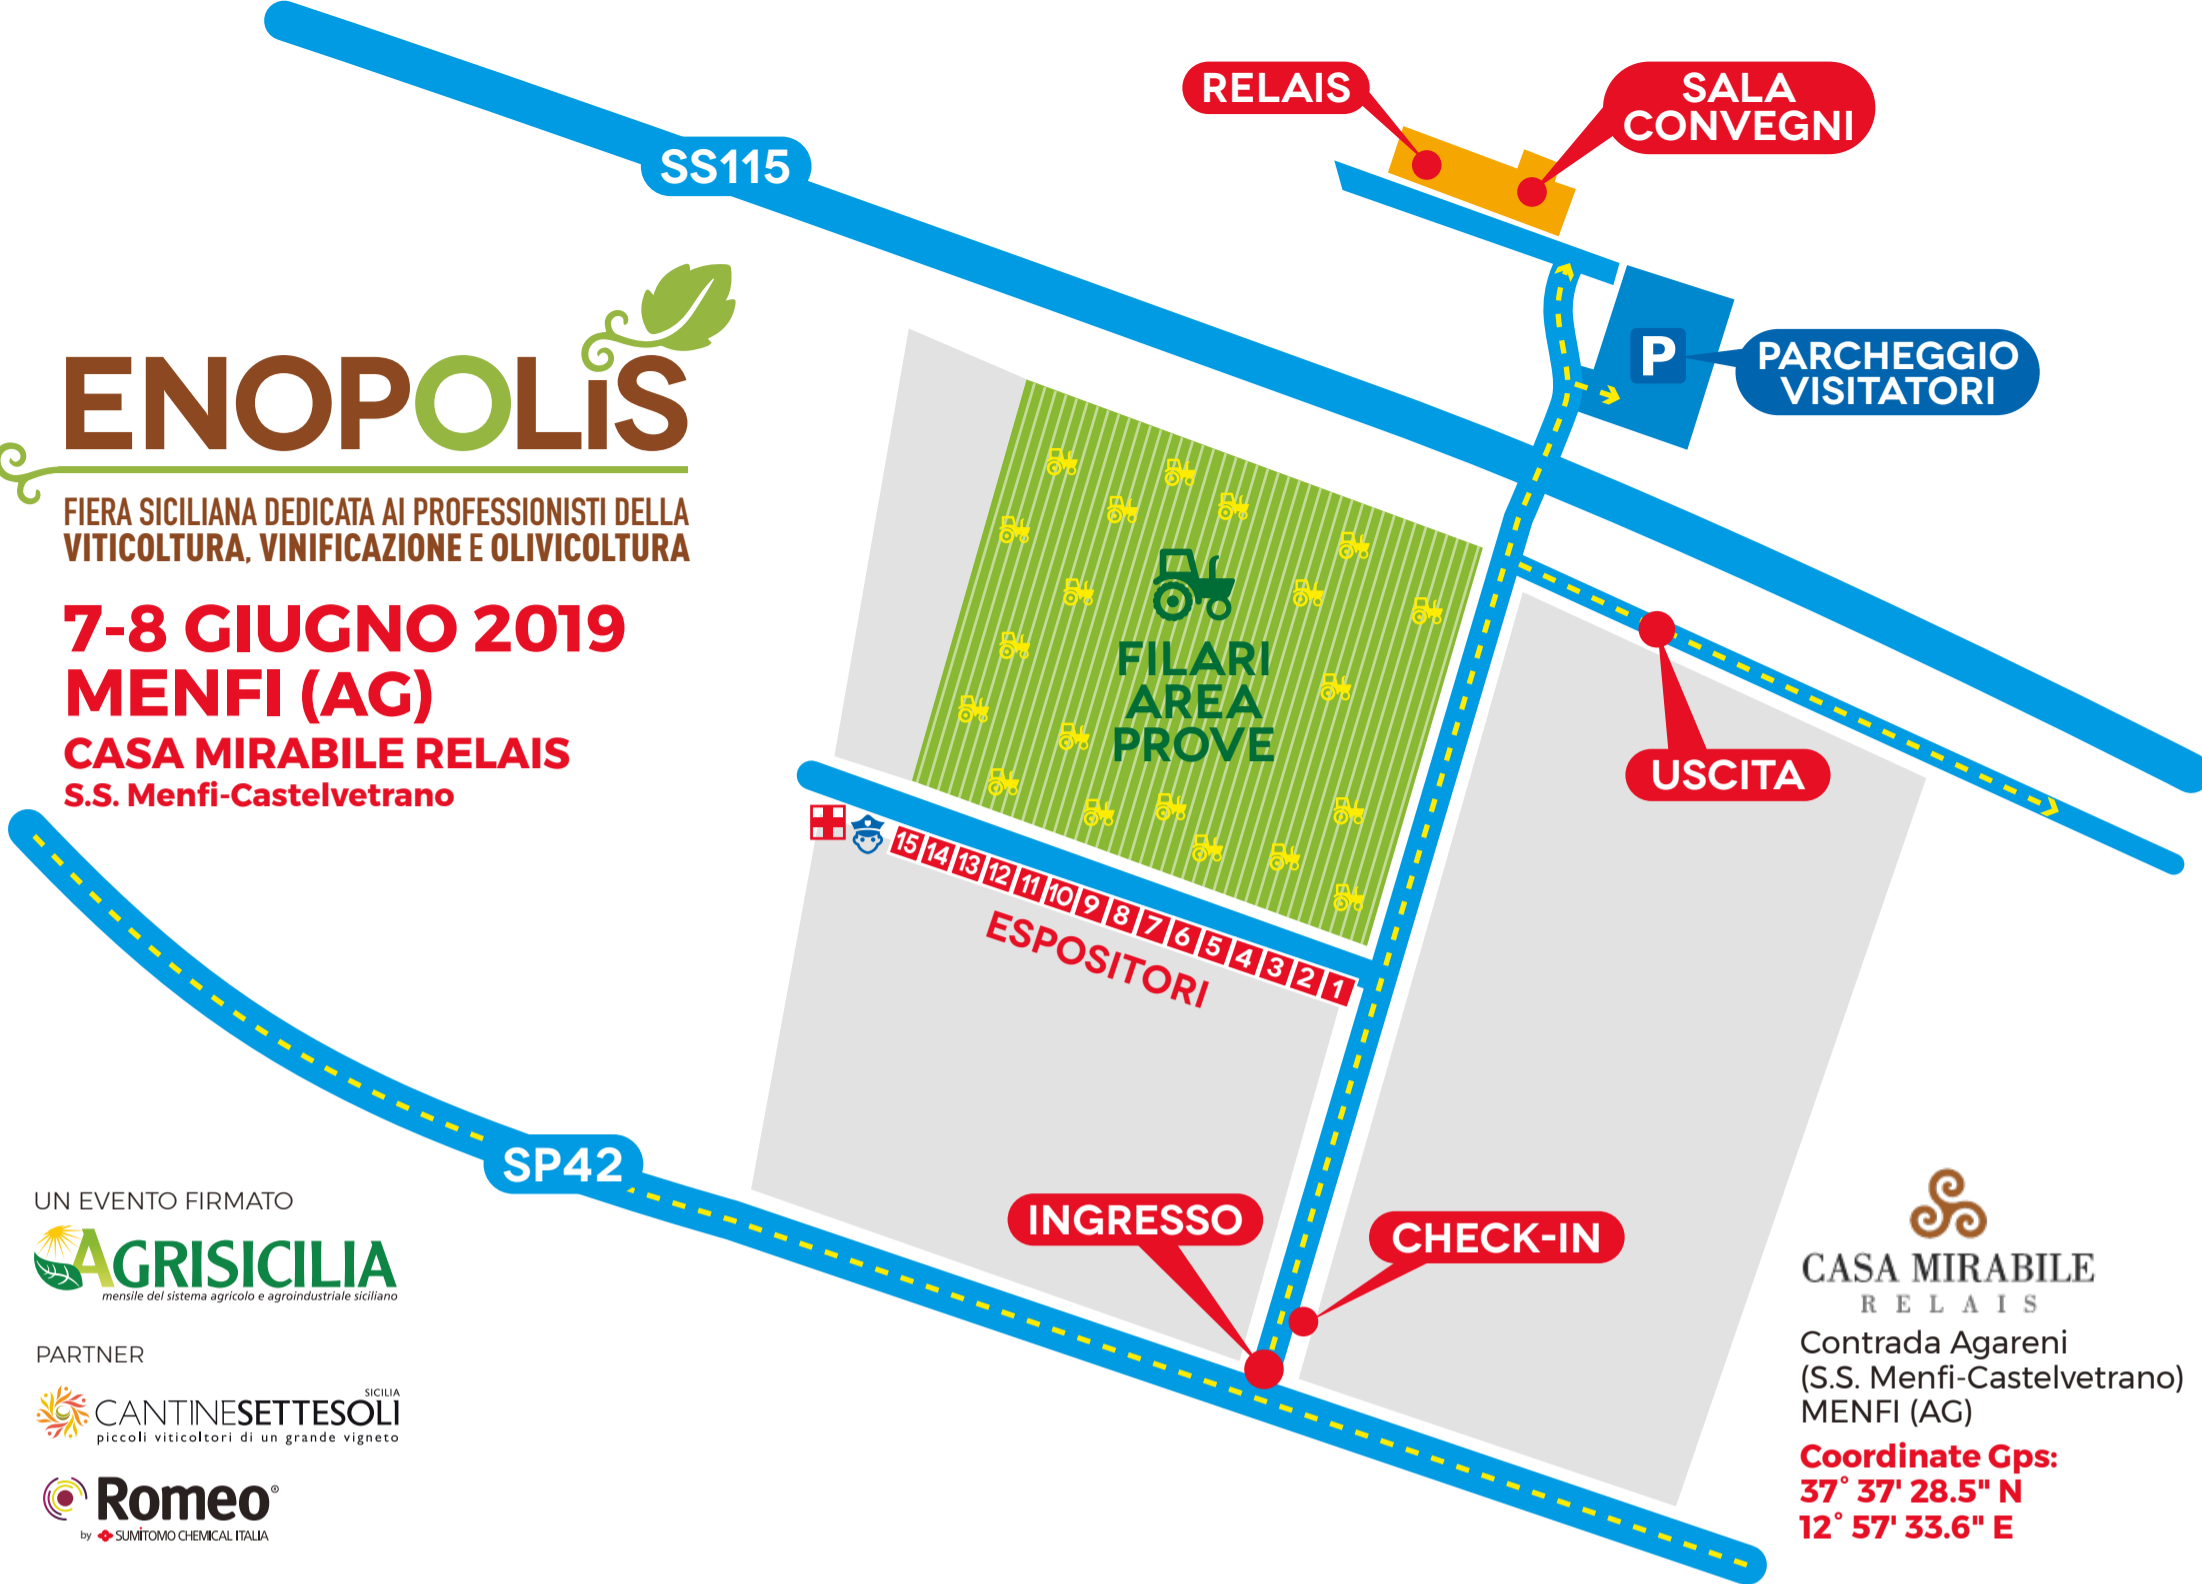 RELAIS
SALA
CONVEGNI
SS115
P
PARCHEGGIO
VISITATORI
ENOPOLiS
FIERA SICILIANA DEDICATA AI PROFESSIONISTI DELLA
VITICOLTURA, VINIFICAZIONE E OLIVICOLTURA
7-8 GIUGNO 2019
MENFI (AG)
CASA MIRABILE RELAIS
S.S. Menfi-Castelvetrano
FILARI
AREA
PROVE
USCITA
15 14 13 12 11 10 9 8 7 6 5 4 3 2 1
ESPOSITORI
SP42
INGRESSO
CHECK-IN
UN EVENTO FIRMATO
AGRISICILIA
mensile del sistema agricolo e agroindustriale siciliano
PARTNER
SICILIA
CANTINESETTESOLI
piccoli viticoltori di un grande vigneto
Romeo®
by SUMITOMO CHEMICAL ITALIA
CASA MIRABILE
RELAIS
Contrada Agareni
(S.S. Menfi-Castelvetrano)
MENFI (AG)
Coordinate Gps:
37° 37' 28.5" N
12° 57' 33.6" E